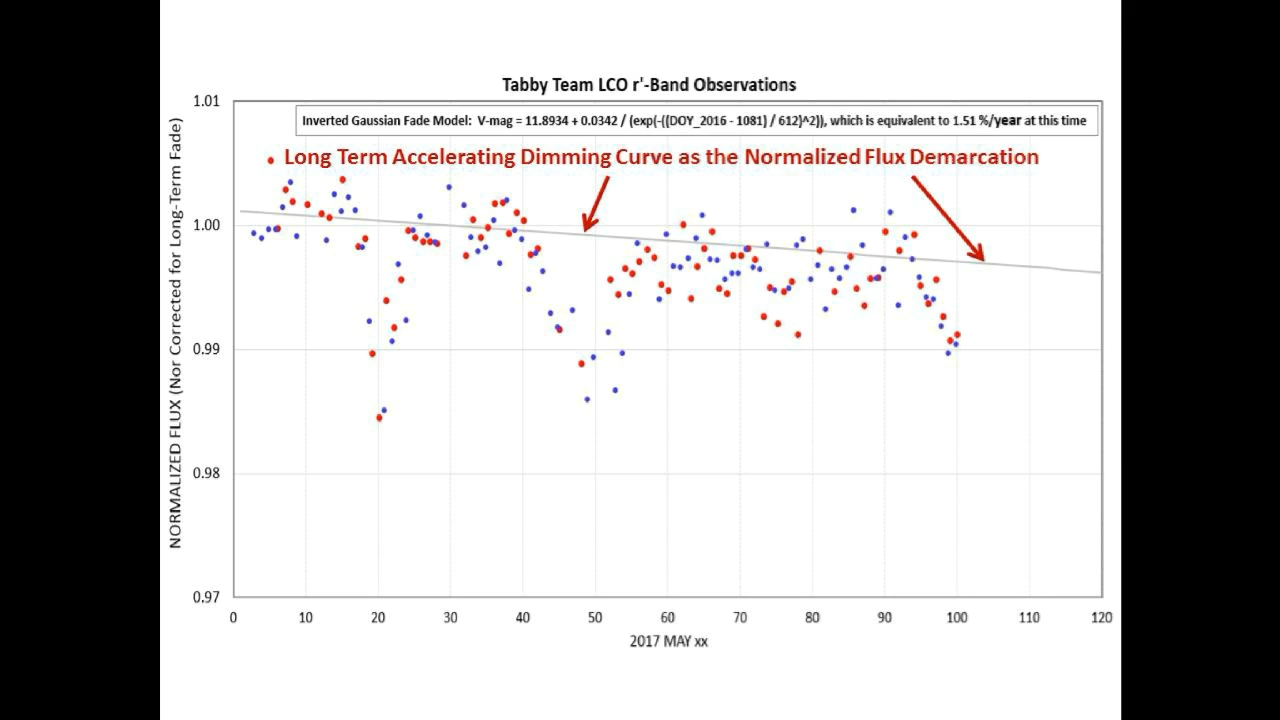 Tabby Team LCO r'-Band Observations
Inverted Gaussian Fade Model: V-mag = 11.8934 + 0.0342 / (exp(-((DOY_2016 - 1081) / 612)^2)), which is equivalent to 1.51 %/year at this time
Long Term Accelerating Dimming Curve as the Normalized Flux Demarcation
NORMALIZED FLUX (Nor Corrected for Long-Term Fade)
1.01
1.00
0.99
0.98
0.97
0 10 20 30 40 50 60 70 80 90 100 110 120
2017 MAY xx